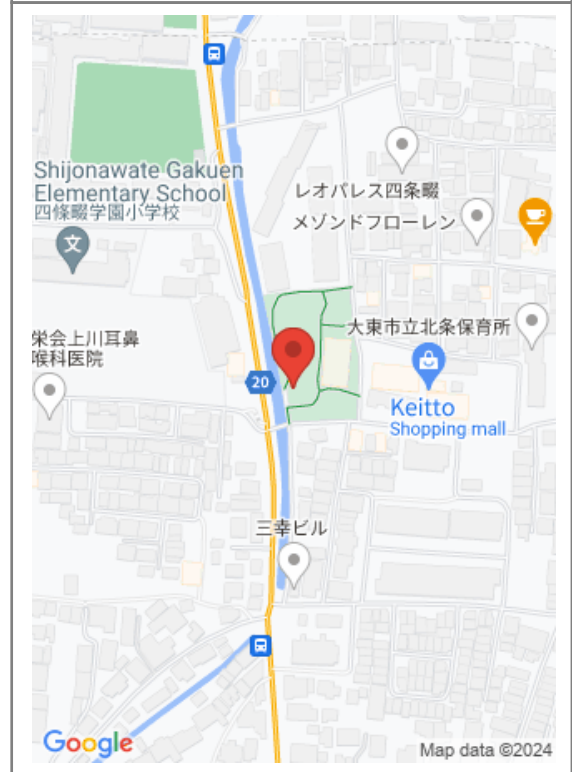 Shijonawate Gakuen
Elementary School
四條畷学園小学校
文
レオパレス四条畷
メゾンドフローレン
大東市立北条保育所
栄会上川耳鼻
喉科医院
20
Keitto
Shopping mall
三幸ビル
Google
Map data ©2024